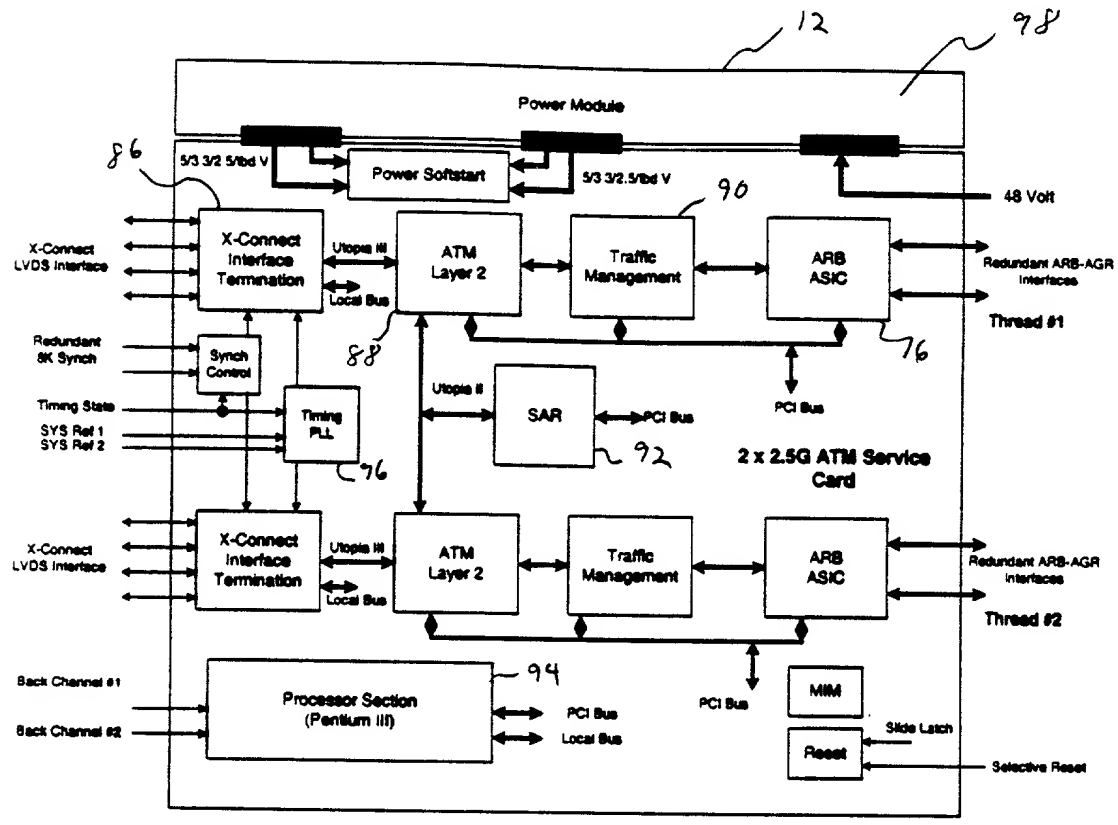 12
98
Power Module
86
5/3 3/2 5/tbd V
Power Softstart
5/3 3/2.5/tbd V
90
48 Volt
X-Connect
LVDS Interface
X-Connect
Interface
Termination
Utopia III
Local Bus
ATM
Layer 2
Traffic
Management
ARB
ASIC
Redundant ARB-AGR
Interfaces
Thread #1
88
76
Redundant
8K Synch
Synch
Control
Timing State
SYS Ref 1
SYS Ref 2
Timing
PLL
96
Utopia II
SAR
PCI Bus
92
PCI Bus
2 x 2.5G ATM Service
Card
X-Connect
LVDS Interface
X-Connect
Interface
Termination
Utopia III
Local Bus
ATM
Layer 2
Traffic
Management
ARB
ASIC
Redundant ARB-AGR
Interfaces
Thread #2
Back Channel #1
Back Channel #2
94
Processor Section
(Pentium III)
PCI Bus
Local Bus
PCI Bus
MIM
Slide Latch
Reset
Selective Reset